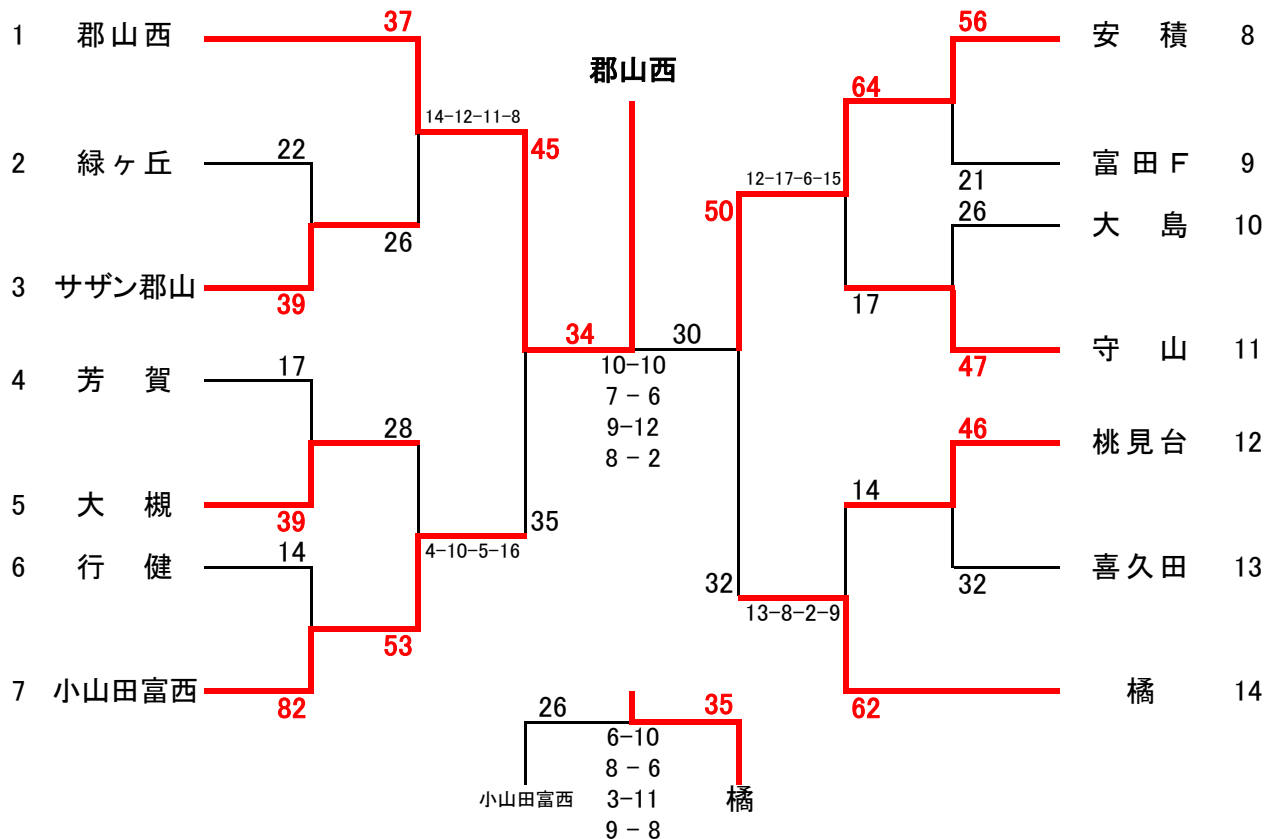 37
56
1 郡山西
安 積 8
郡山西
64
14-12-11-8
45
22
2 緑ヶ丘
富田F 9
12-17-6-15
21
50
26
大 島 10
26
3 サザン郡山
39
17
34
30
守 山 11
10-10
17
47
4 芳 賀
7-6
28
9-12
46
桃見台 12
8-2
14
5 大 槻
39
35
14
4-10-5-16
6 行 健
喜久田 13
32
32
13-8-2-9
53
7 小山田富西
橘 14
82
26
35
62
6-10
8-6
小山田富西
3-11
橘
9-8